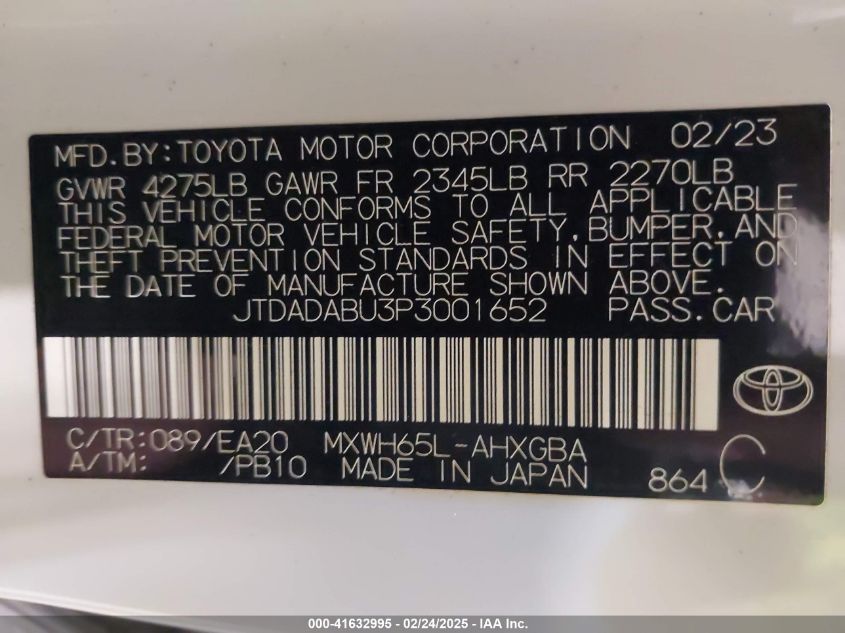 MFD.BY:TOYOTA MOTOR CORPORATION 02/23
GVWR 4275LB GAWR FR 2345LB RR 2270LB
THIS VEHICLE CONFORMS TO ALL APPLICABLE
FEDERAL MOTOR VEHICLE SAFETY,BUMPER,AND
THEFT PREVENTION STANDARDS IN EFFECT ON
THE DATE OF MANUFACTURE SHOWN ABOVE.
JTDADABU3P3001652 PASS.CAR
C/TR:089/EA20 MXWH65L-AHXGBA
A/TM: /PB10 MADE IN JAPAN 864 C
000-41632995 - 02/24/2025 - IAA Inc.